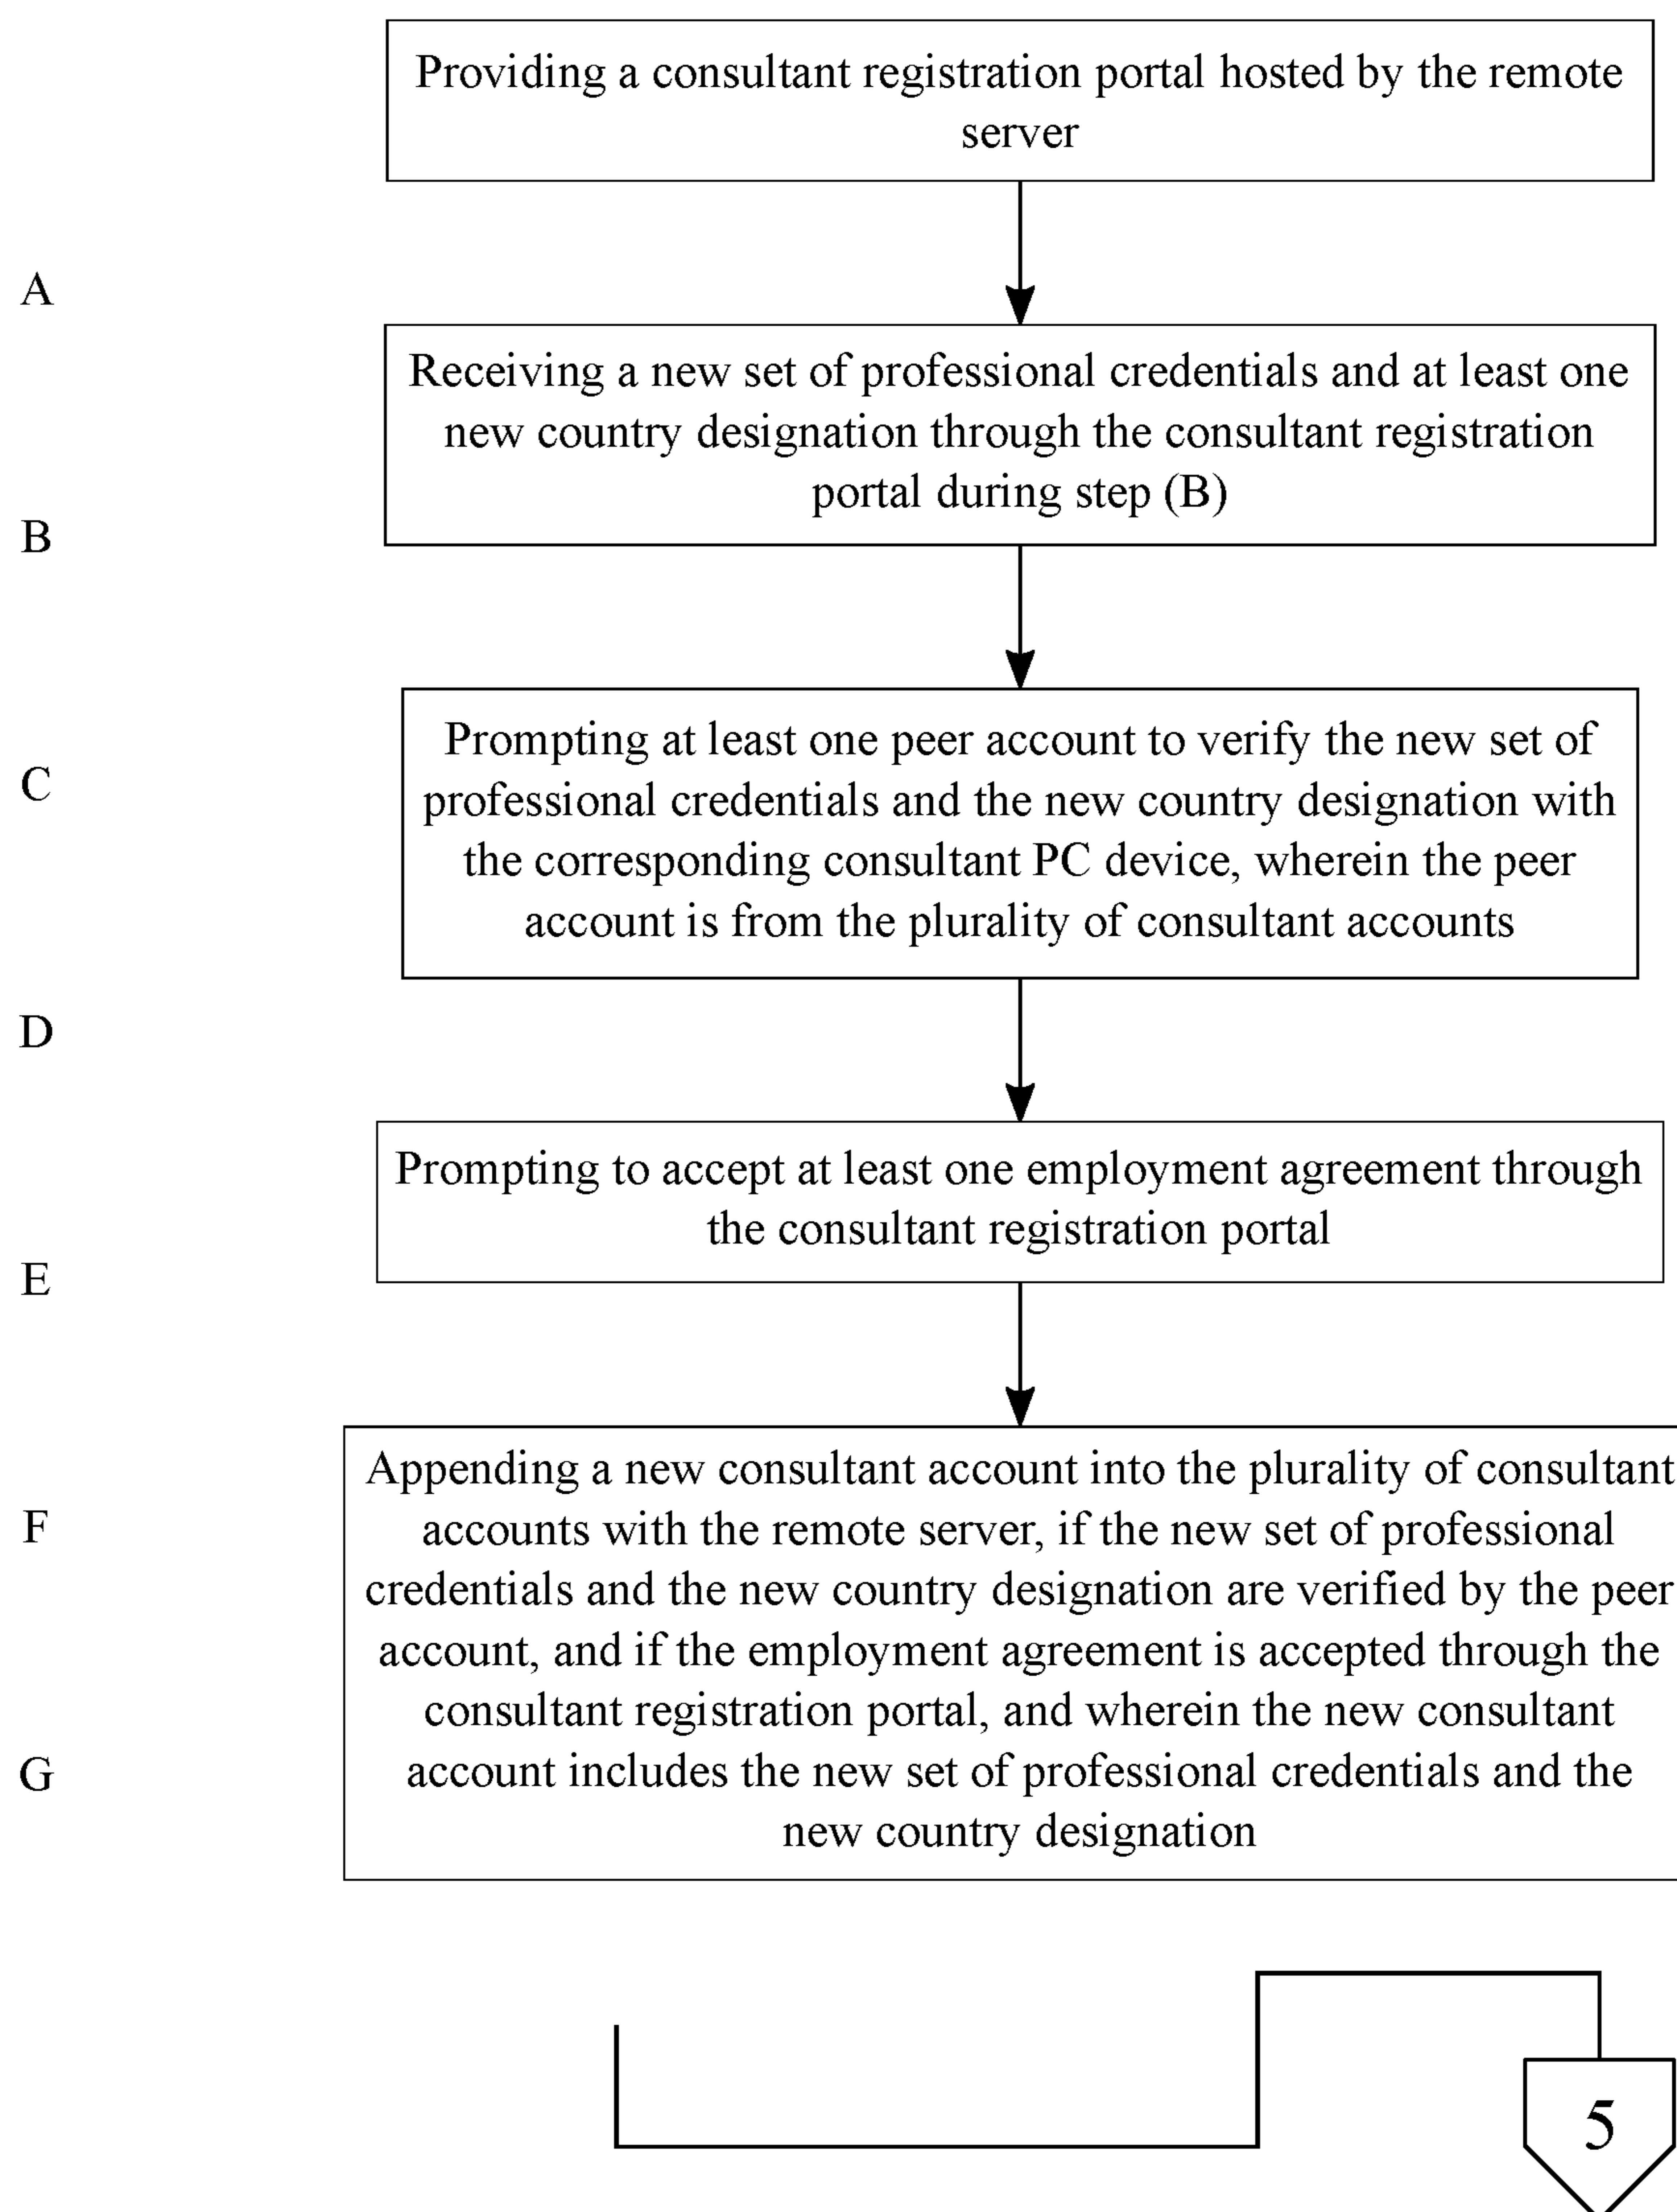 Providing a consultant registration portal hosted by the remote
server
A
Receiving a new set of professional credentials and at least one
new country designation through the consultant registration
portal during step (B)
B
Prompting at least one peer account to verify the new set of
C
professional credentials and the new country designation with
the corresponding consultant PC device, wherein the peer
account is from the plurality of consultant accounts
D
Prompting to accept at least one employment agreement through
the consultant registration portal
E
Appending a new consultant account into the plurality of consultant
F
accounts with the remote server, if the new set of professional
credentials and the new country designation are verified by the peer
account, and if the employment agreement is accepted through the
consultant registration portal, and wherein the new consultant
G
account includes the new set of professional credentials and the
new country designation
5